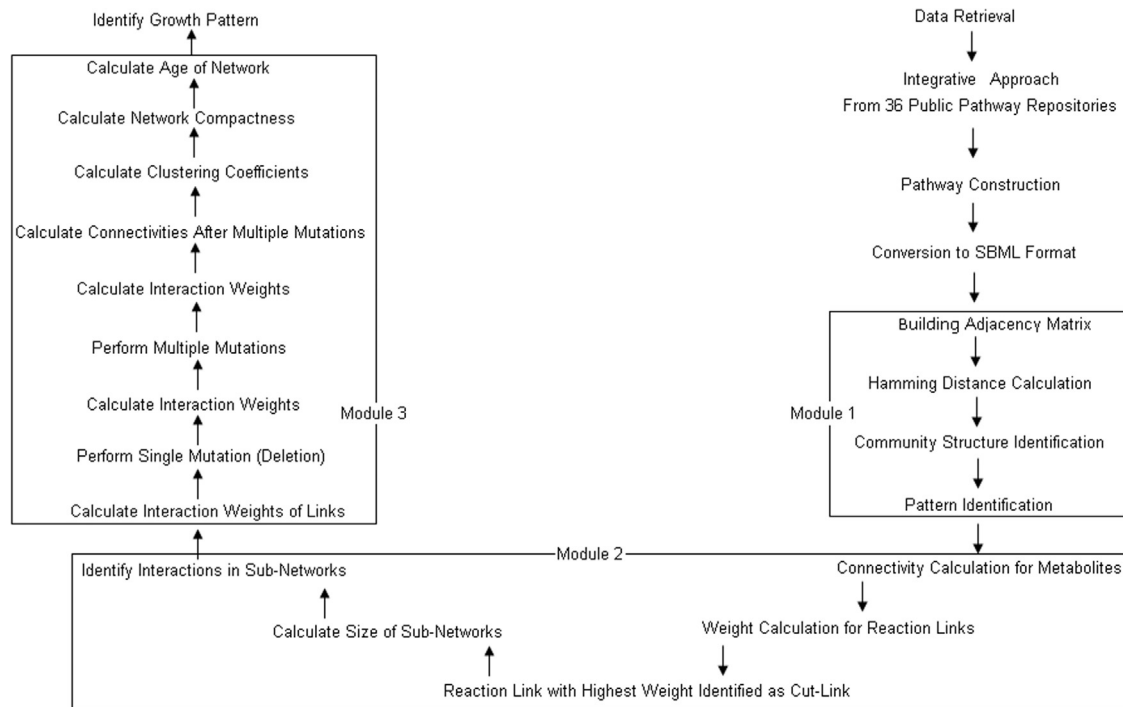 Identify Growth Pattern
Calculate Age of Network
Calculate Network Compactness
Calculate Clustering Coefficients
Calculate Connectivities After Multiple Mutations
Calculate Interaction Weights
Perform Multiple Mutations
Calculate Interaction Weights
Module 3
Perform Single Mutation (Deletion)
Calculate Interaction Weights of Links
Data Retrieval
Integrative Approach
From 36 Public Pathway Repositories
Pathway Construction
Conversion to SBML Format
Building Adjacency Matrix
Hamming Distance Calculation
Module 1
Community Structure Identification
Pattern Identification
Module 2
Identify Interactions in Sub-Networks
Connectivity Calculation for Metabolites
Calculate Size of Sub-Networks
Weight Calculation for Reaction Links
Reaction Link with Highest Weight Identified as Cut-Link